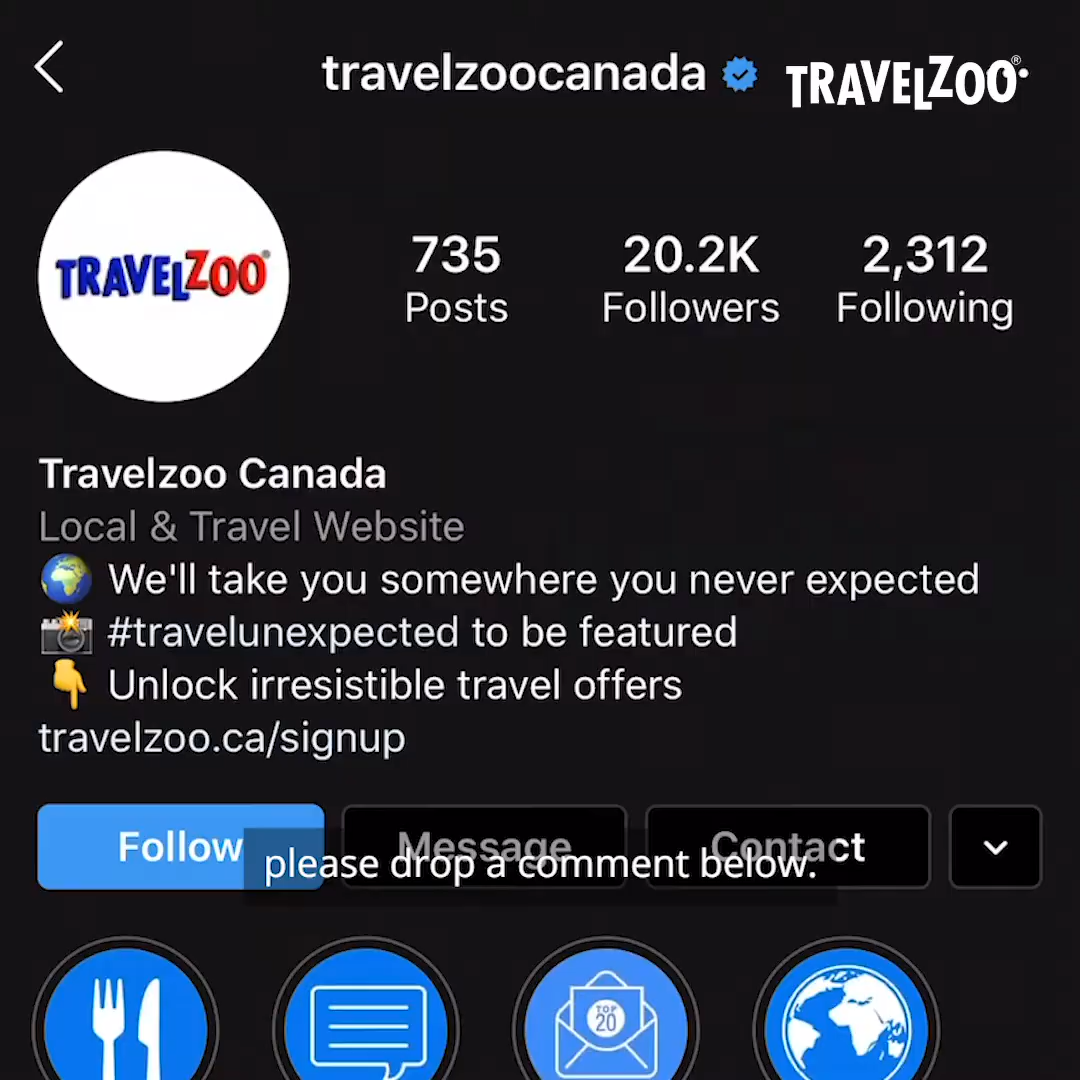 travelzoocanada
TRAVELZOO®
TRAVELZOO®
735
Posts
20.2K
Followers
2,312
Following
Travelzoo Canada
Local & Travel Website
We'll take you somewhere you never expected
#travelunexpected to be featured
Unlock irresistible travel offers
travelzoo.ca/signup
Follow
Message
Contact
please drop a comment below.
TOP
20